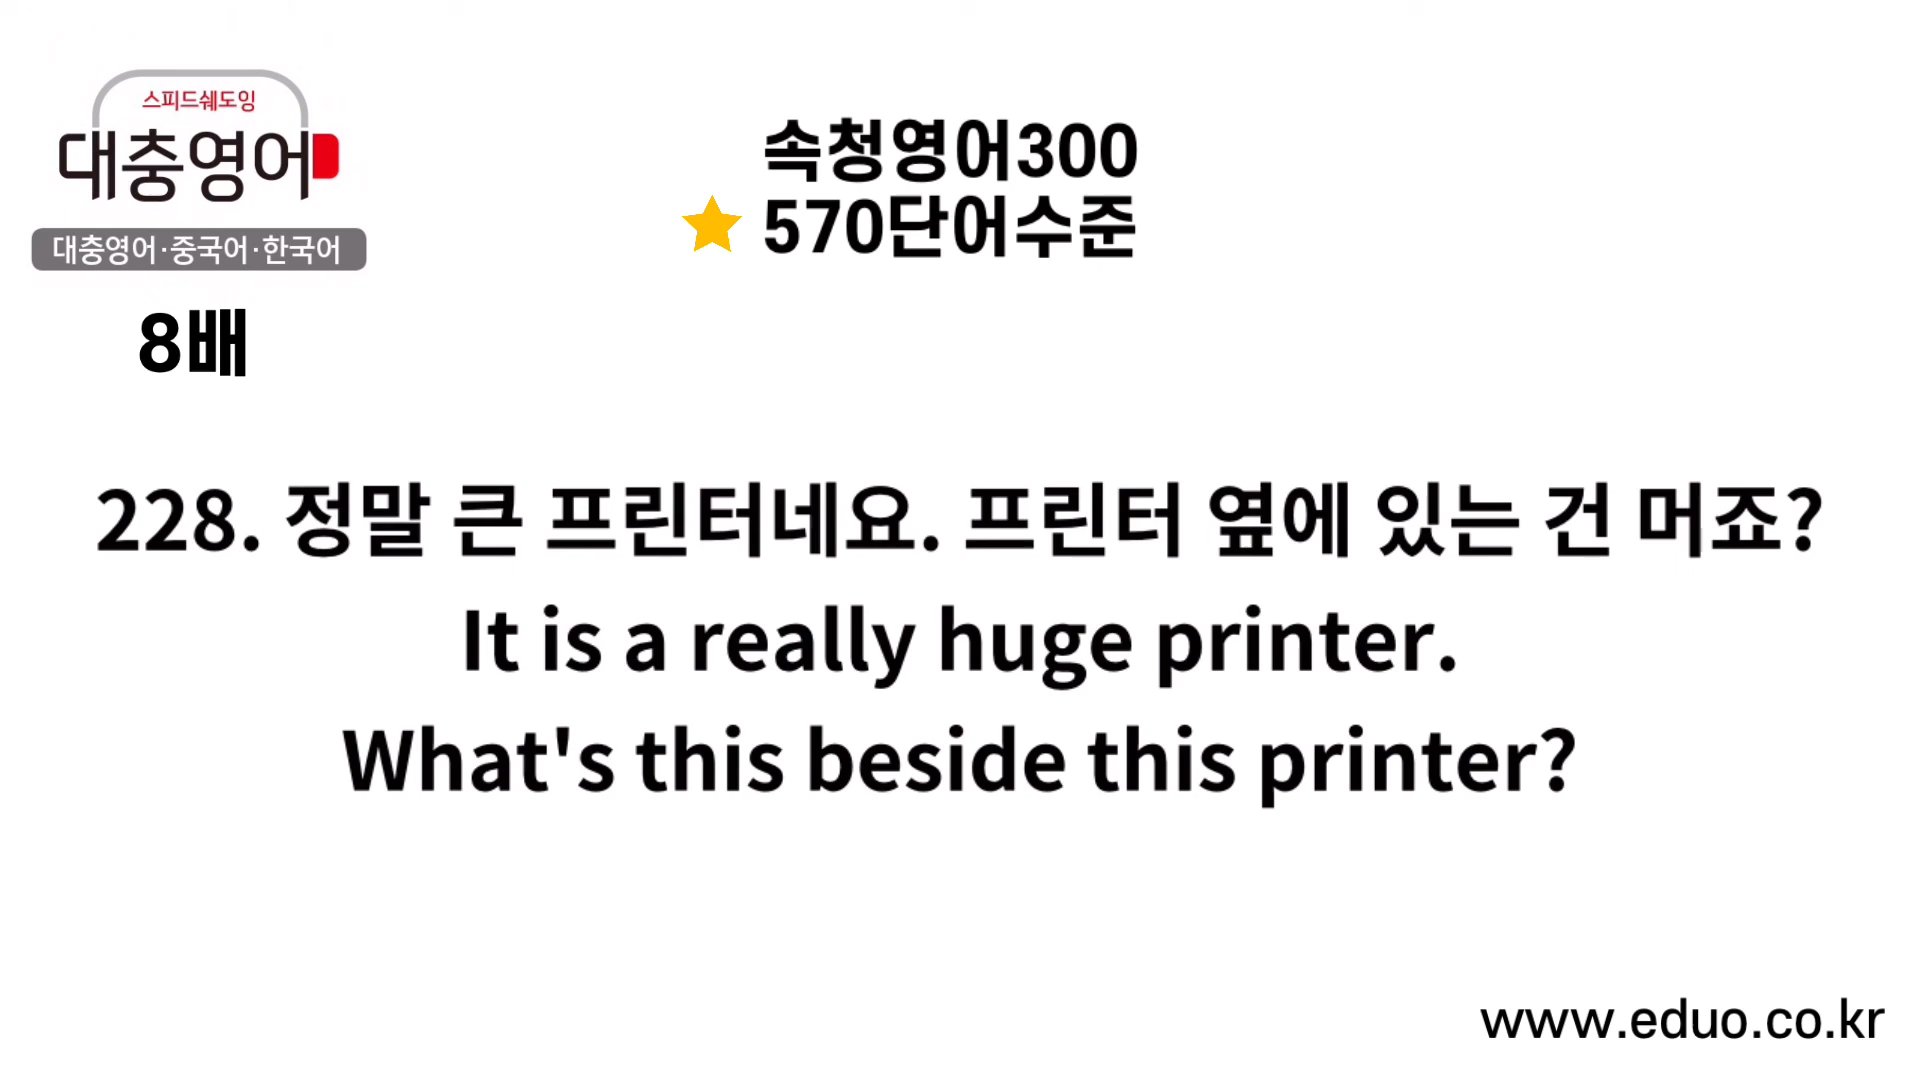 스피드쉐도잉
대충영어
대충영어·중국어·한국어
8배
속청영어300
570단어수준
228. 정말 큰 프린터네요. 프린터 옆에 있는 건 머죠?
It is a really huge printer.
What's this beside this printer?
www.eduo.co.kr